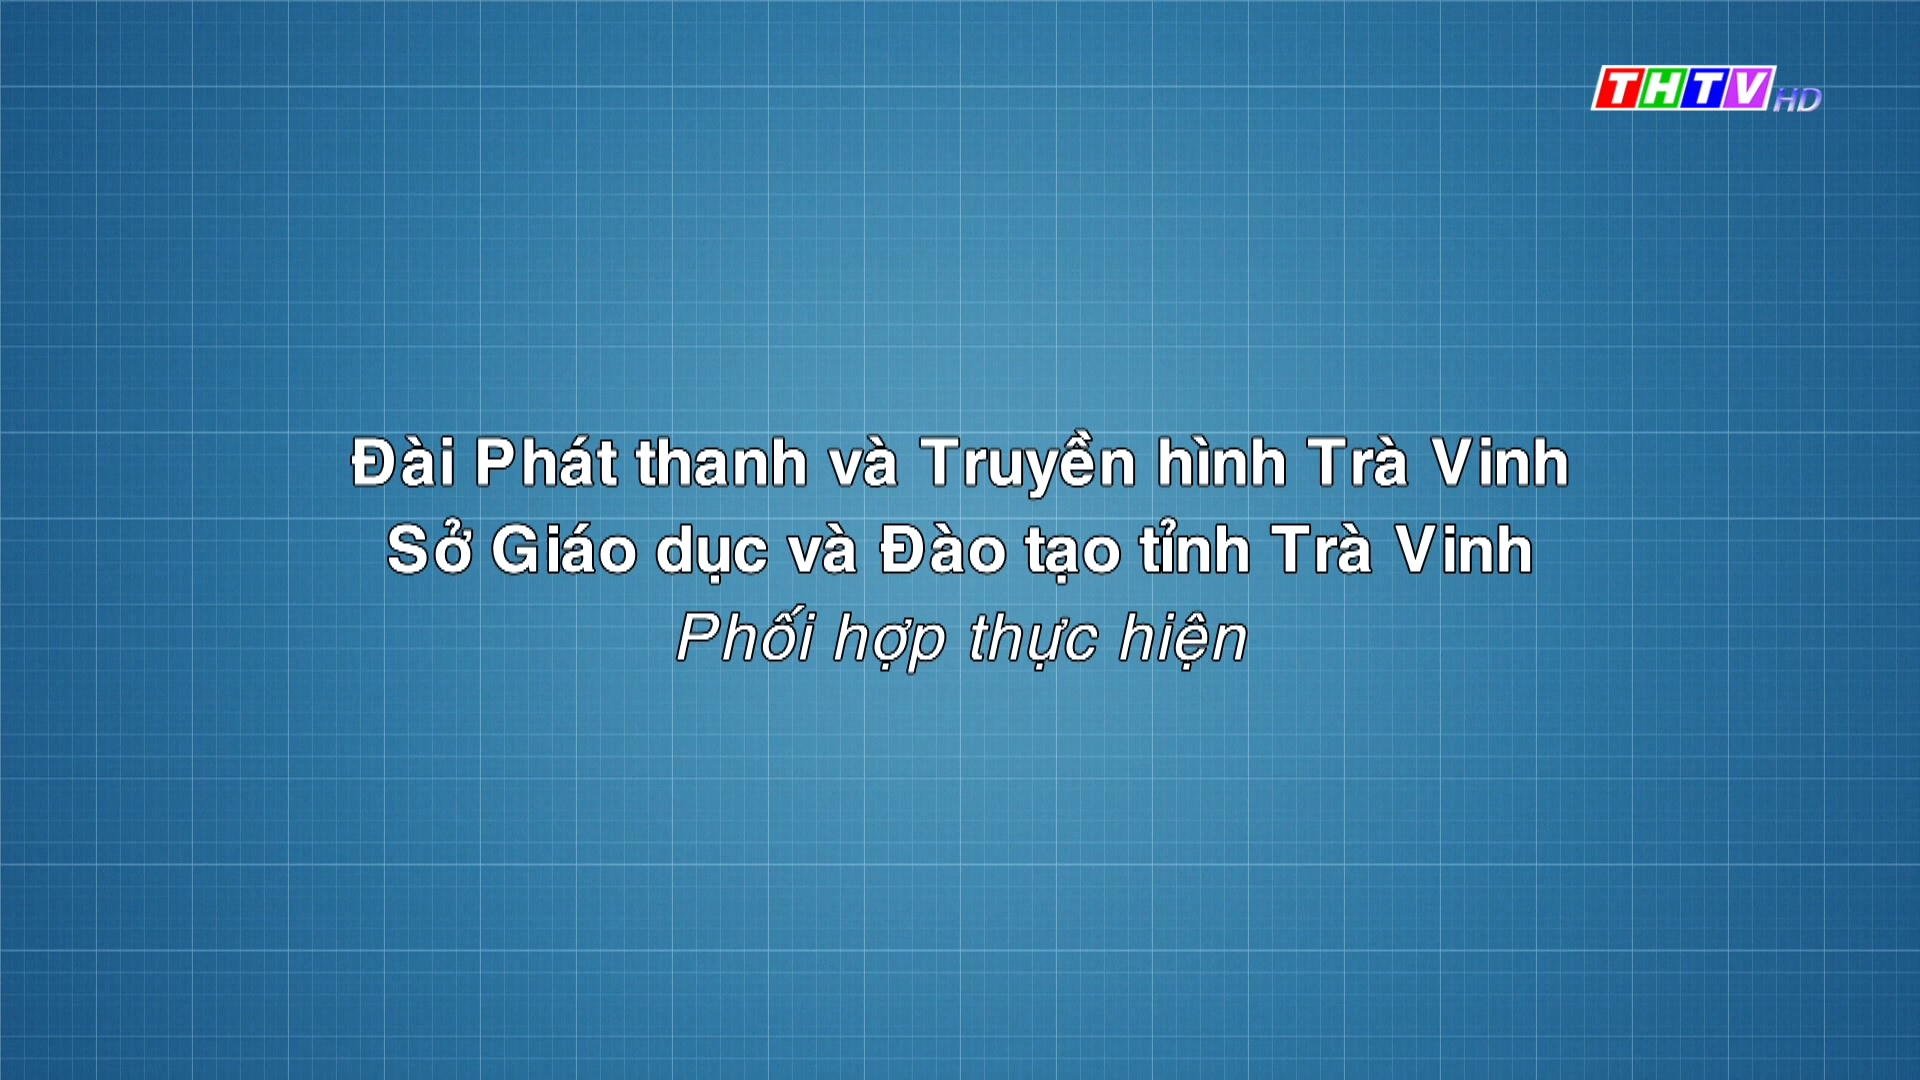 THTV HD
Đài Phát thanh và Truyền hình Trà Vinh
Sở Giáo dục và Đào tạo tỉnh Trà Vinh
Phối hợp thực hiện